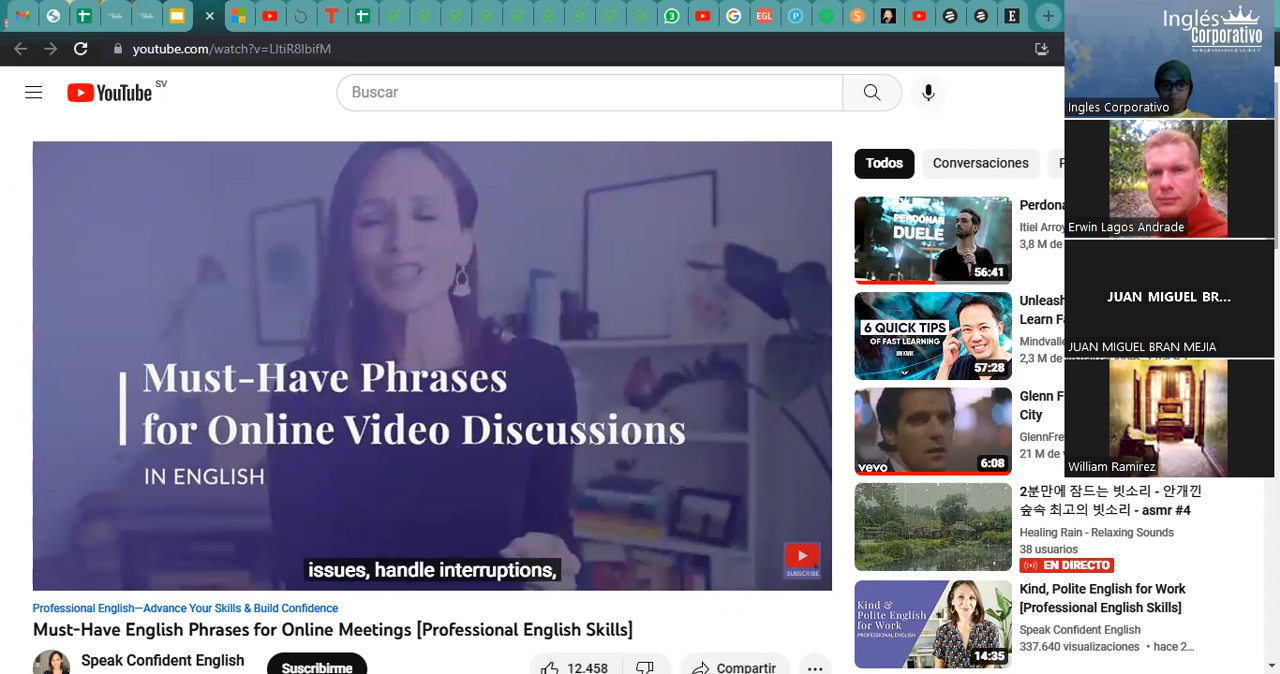 3
EGL
youtube.com/watch?v=LItiR8IbifM
YouTube SV
Buscar
Must-Have Phrases
for Online Video Discussions
IN ENGLISH
issues, handle interruptions,
SUBSCRIBE
Professional English—Advance Your Skills & Build Confidence
Must-Have English Phrases for Online Meetings [Professional English Skills]
Speak Confident English
Suscribirme
12.458
Compartir
Todos
Conversaciones
PERDONAR
DUELE
56:41
Perdona
Itiel Arroy
3,8 M de
6 QUICK TIPS
OF FAST LEARNING
JIM KWIK
57:28
Unleash
Learn Fa
Mindvalle
2,3 M de visualizaciones
vevo
6:08
Glenn F
City
GlennFre
21 M de
2분만에 잠드는 빗소리 - 안개낀
숲속 최고의 빗소리 - asmr #4
Healing Rain - Relaxing Sounds
38 usuarios
EN DIRECTO
Kind &
Polite English
for Work
PROFESSIONAL ENGLISH
14:35
Kind, Polite English for Work
[Professional English Skills]
Speak Confident English
337.640 visualizaciones • hace 2...
Inglés
Corporativo
Ingles Corporativo
Erwin Lagos Andrade
JUAN MIGUEL BR...
JUAN MIGUEL BRAN MEJIA
William Ramirez